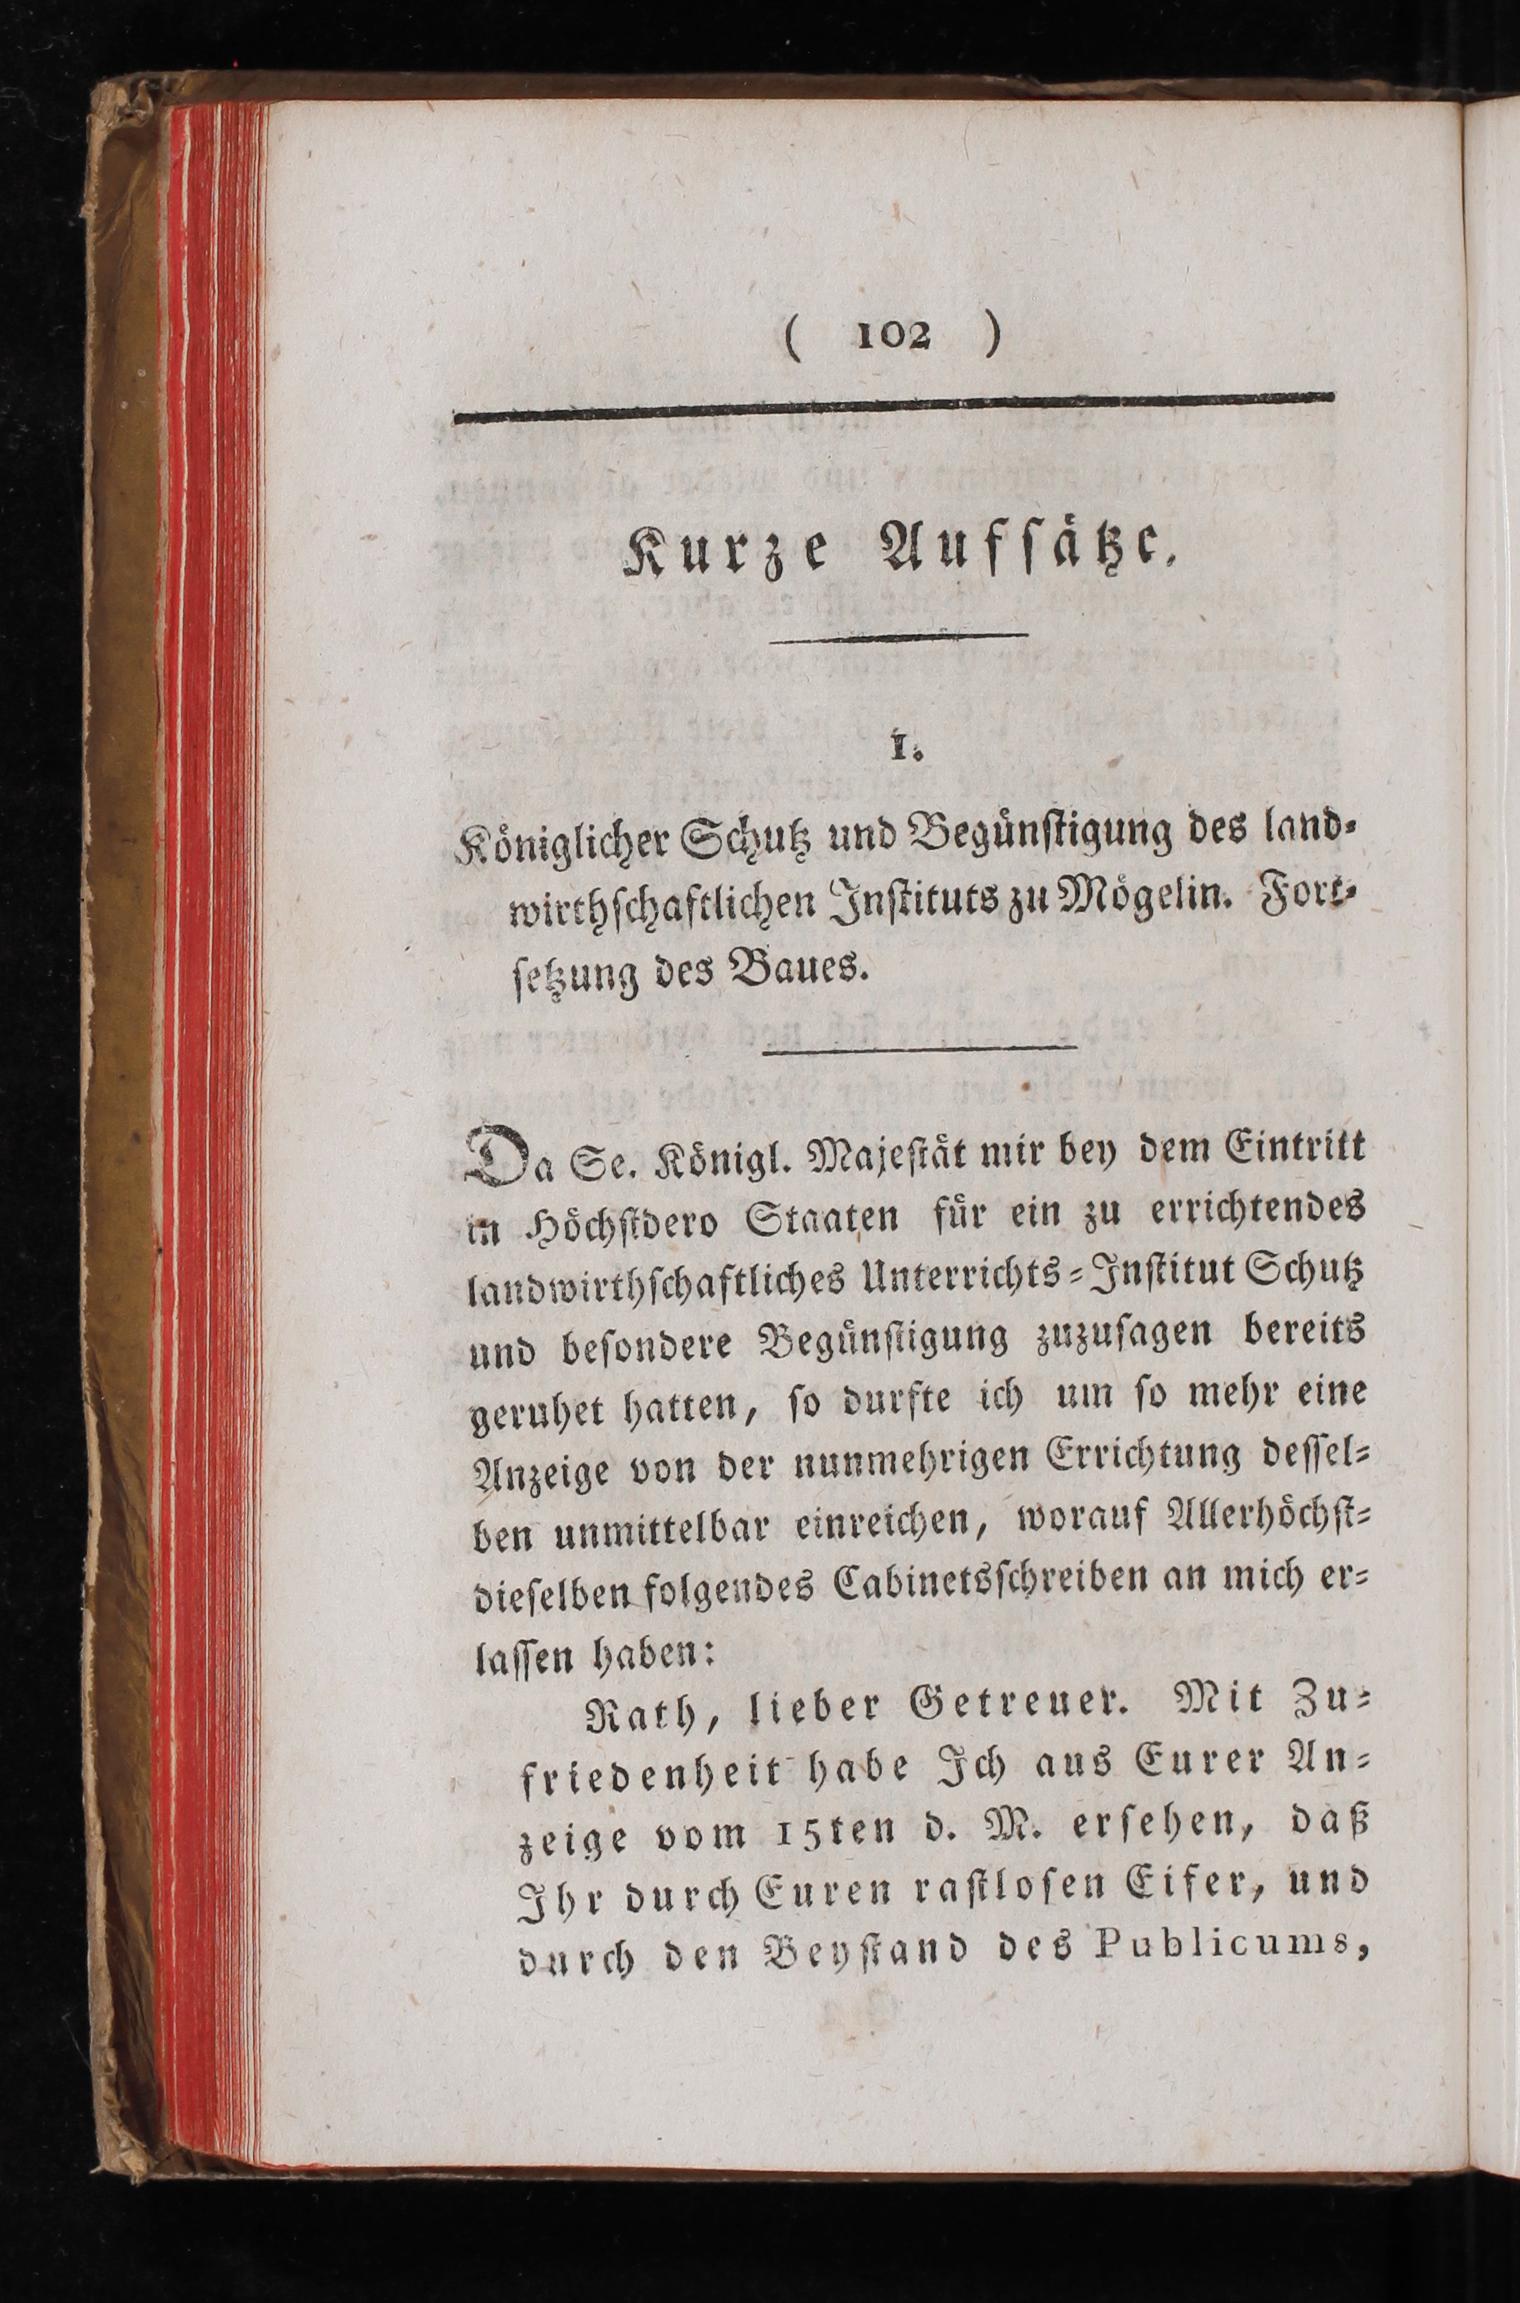 ( 102 )
Kurze Aufsätze.
1.
Königlicher Schutz und Begünstigung des land-
wirthschaftlichen Instituts zu Mögelin. Fort-
setzung des Baues.
Da Se. Königl. Majestät mir bey dem Eintritt
in Höchstdero Staaten für ein zu errichtendes
landwirthschaftliches Unterrichts-Institut Schutz
und besondere Begünstigung zuzusagen bereits
geruhet hatten, so durfte ich um so mehr eine
Anzeige von der nunmehrigen Errichtung dessel-
ben unmittelbar einreichen, worauf Allerhöchst-
dieselben folgendes Cabinetsschreiben an mich er-
lassen haben:
Rath, lieber Getreuer. Mit Zu-
friedenheit habe Ich aus Eurer An-
zeige vom 15ten d. M. ersehen, daß
Ihr durch Euren rastlosen Eifer, und
durch den Beystand des Publicums,